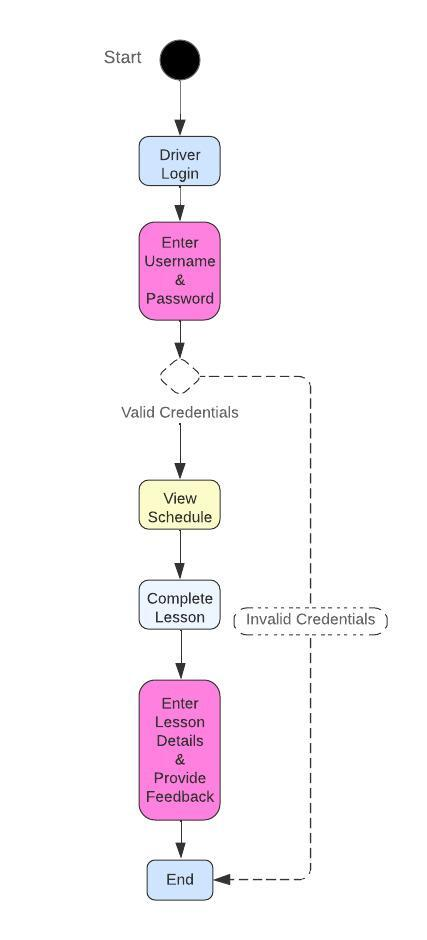 Start
Driver
Login
Enter
Username
&
Password
Valid Credentials
View
Schedule
Complete
Lesson
Invalid Credentials
Enter
Lesson
Details
&
Provide
Feedback
End